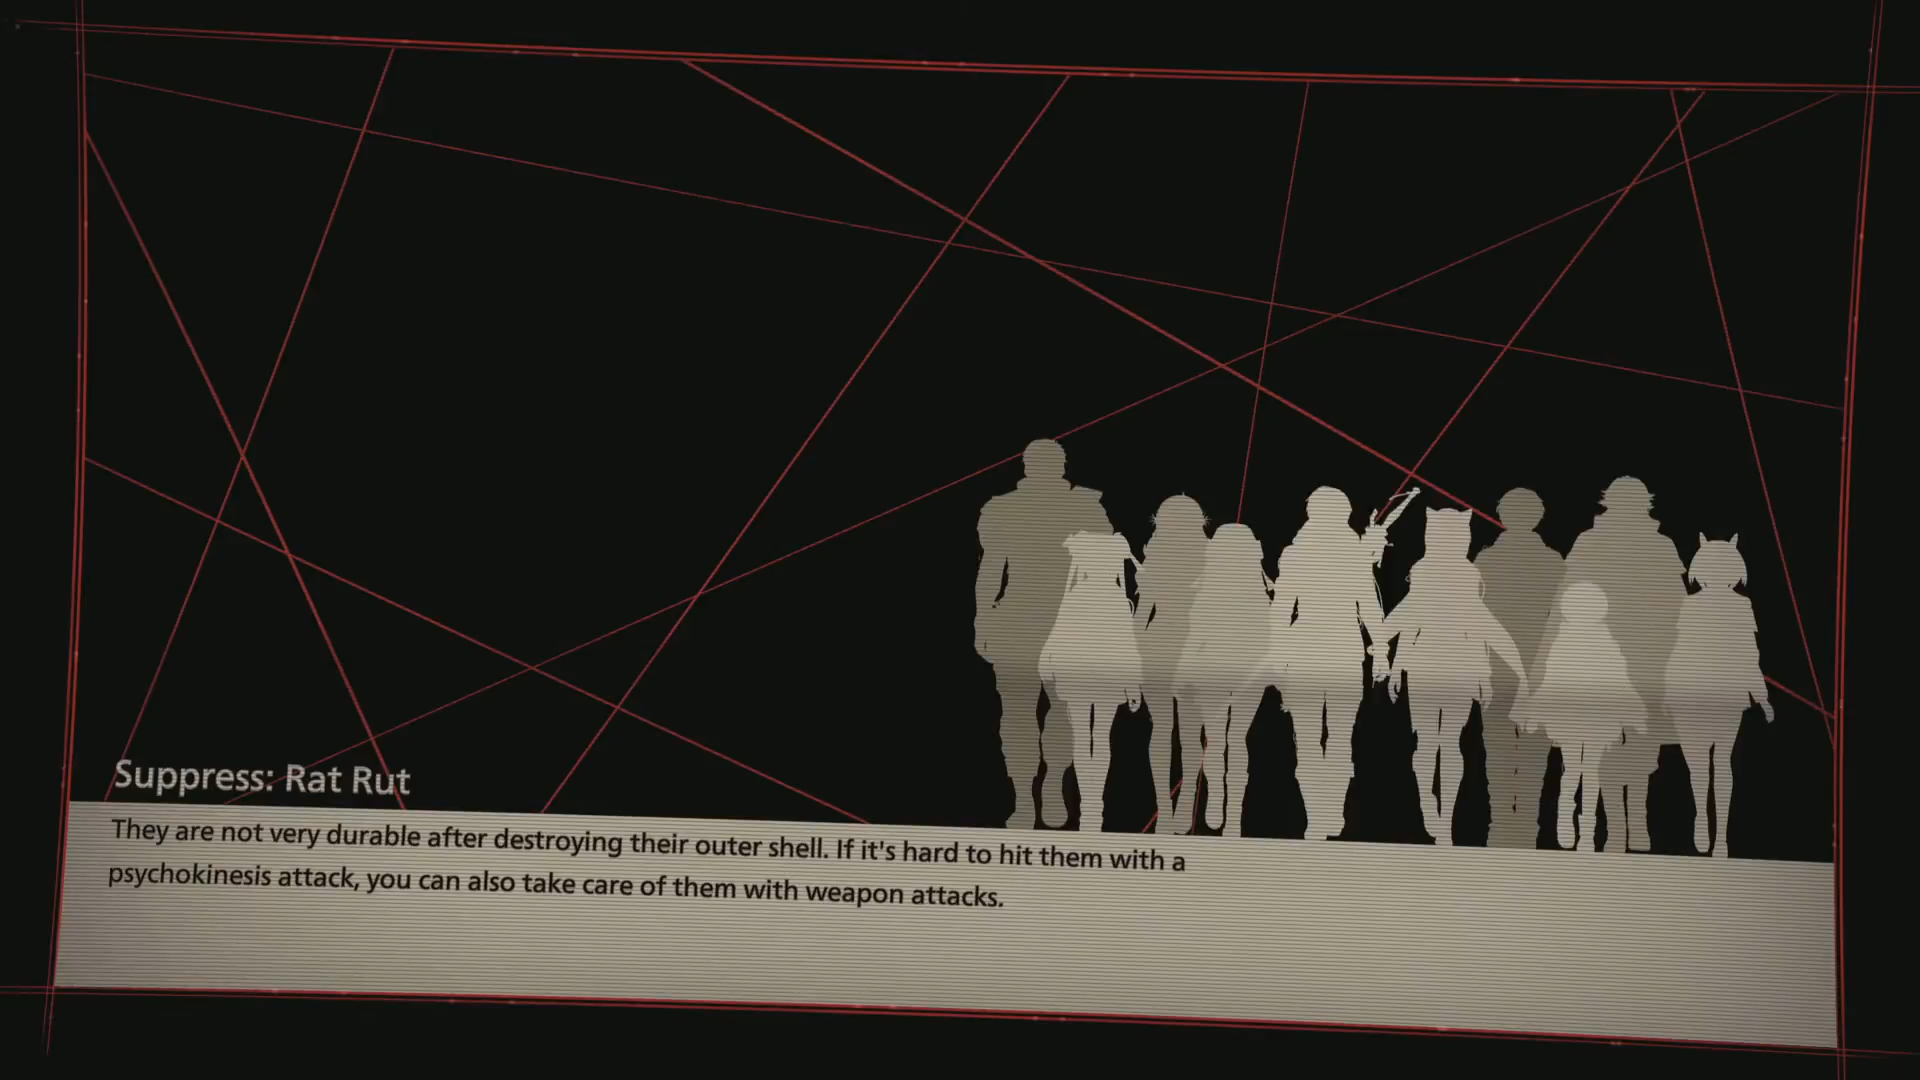 Suppress: Rat Rut
They are not very durable after destroying their outer shell. If it's hard to hit them with a
psychokinesis attack, you can also take care of them with weapon attacks.